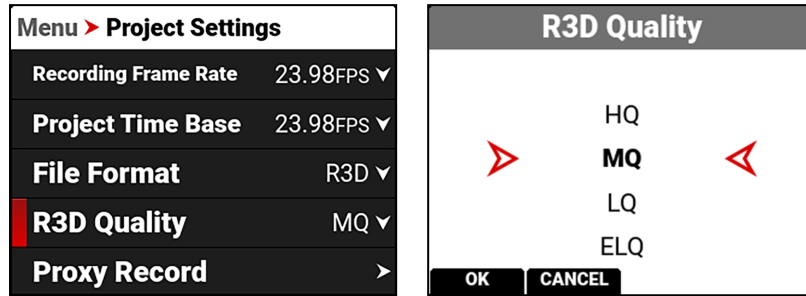 Menu > Project Settings
Recording Frame Rate 23.98FPS
Project Time Base 23.98FPS
File Format R3D
R3D Quality MQ
Proxy Record >
R3D Quality
HQ
MQ
LQ
ELQ
OK CANCEL